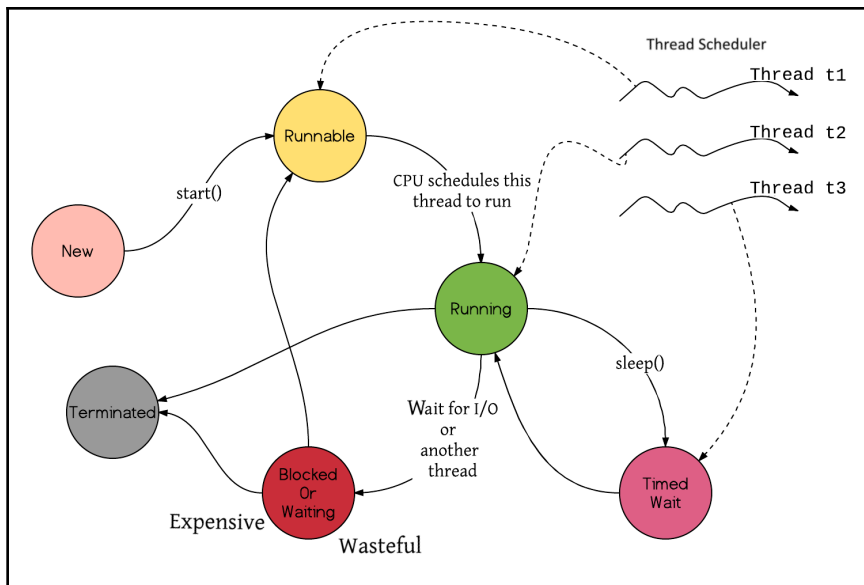 Thread Scheduler
Thread t1
Thread t2
Thread t3
Runnable
start()
CPU schedules this
thread to run
New
Running
sleep()
Terminated
Wait for I/O
or
another
thread
Blocked
Or
Waiting
Timed
Wait
Expensive
Wasteful